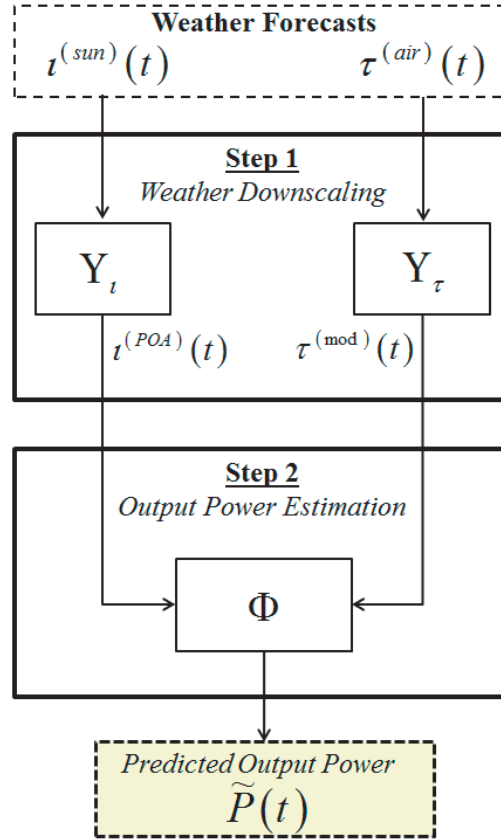 Weather Forecasts
ι^(sun)(t) τ^(air)(t)
Step 1
Weather Downscaling
Υ_ι Υ_τ
ι^(POA)(t) τ^(mod)(t)
Step 2
Output Power Estimation
Φ
Predicted Output Power
P̃(t)